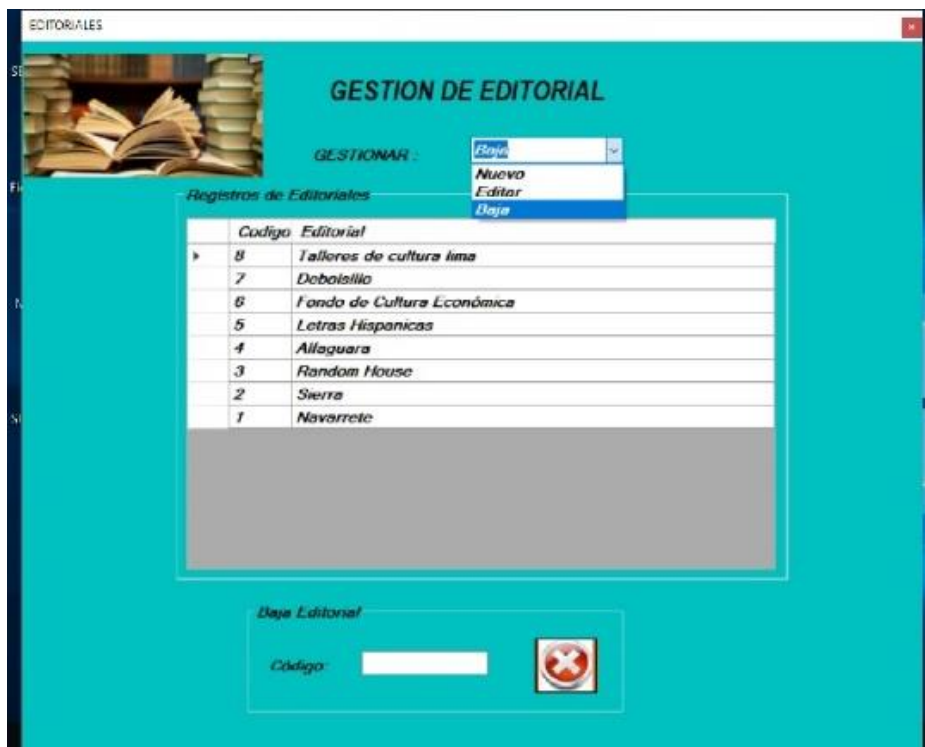 EDITORIALES
GESTION DE EDITORIAL
GESTIONAR : Baja
Nuevo
Editar
Baja
Registros de Editoriales
Codigo Editorial
8 Talleres de cultura lima
7 Debolsillo
6 Fondo de Cultura Económica
5 Letras Hispanicas
4 Alfaguara
3 Random House
2 Sierra
1 Navarrete
Baja Editorial
Código: